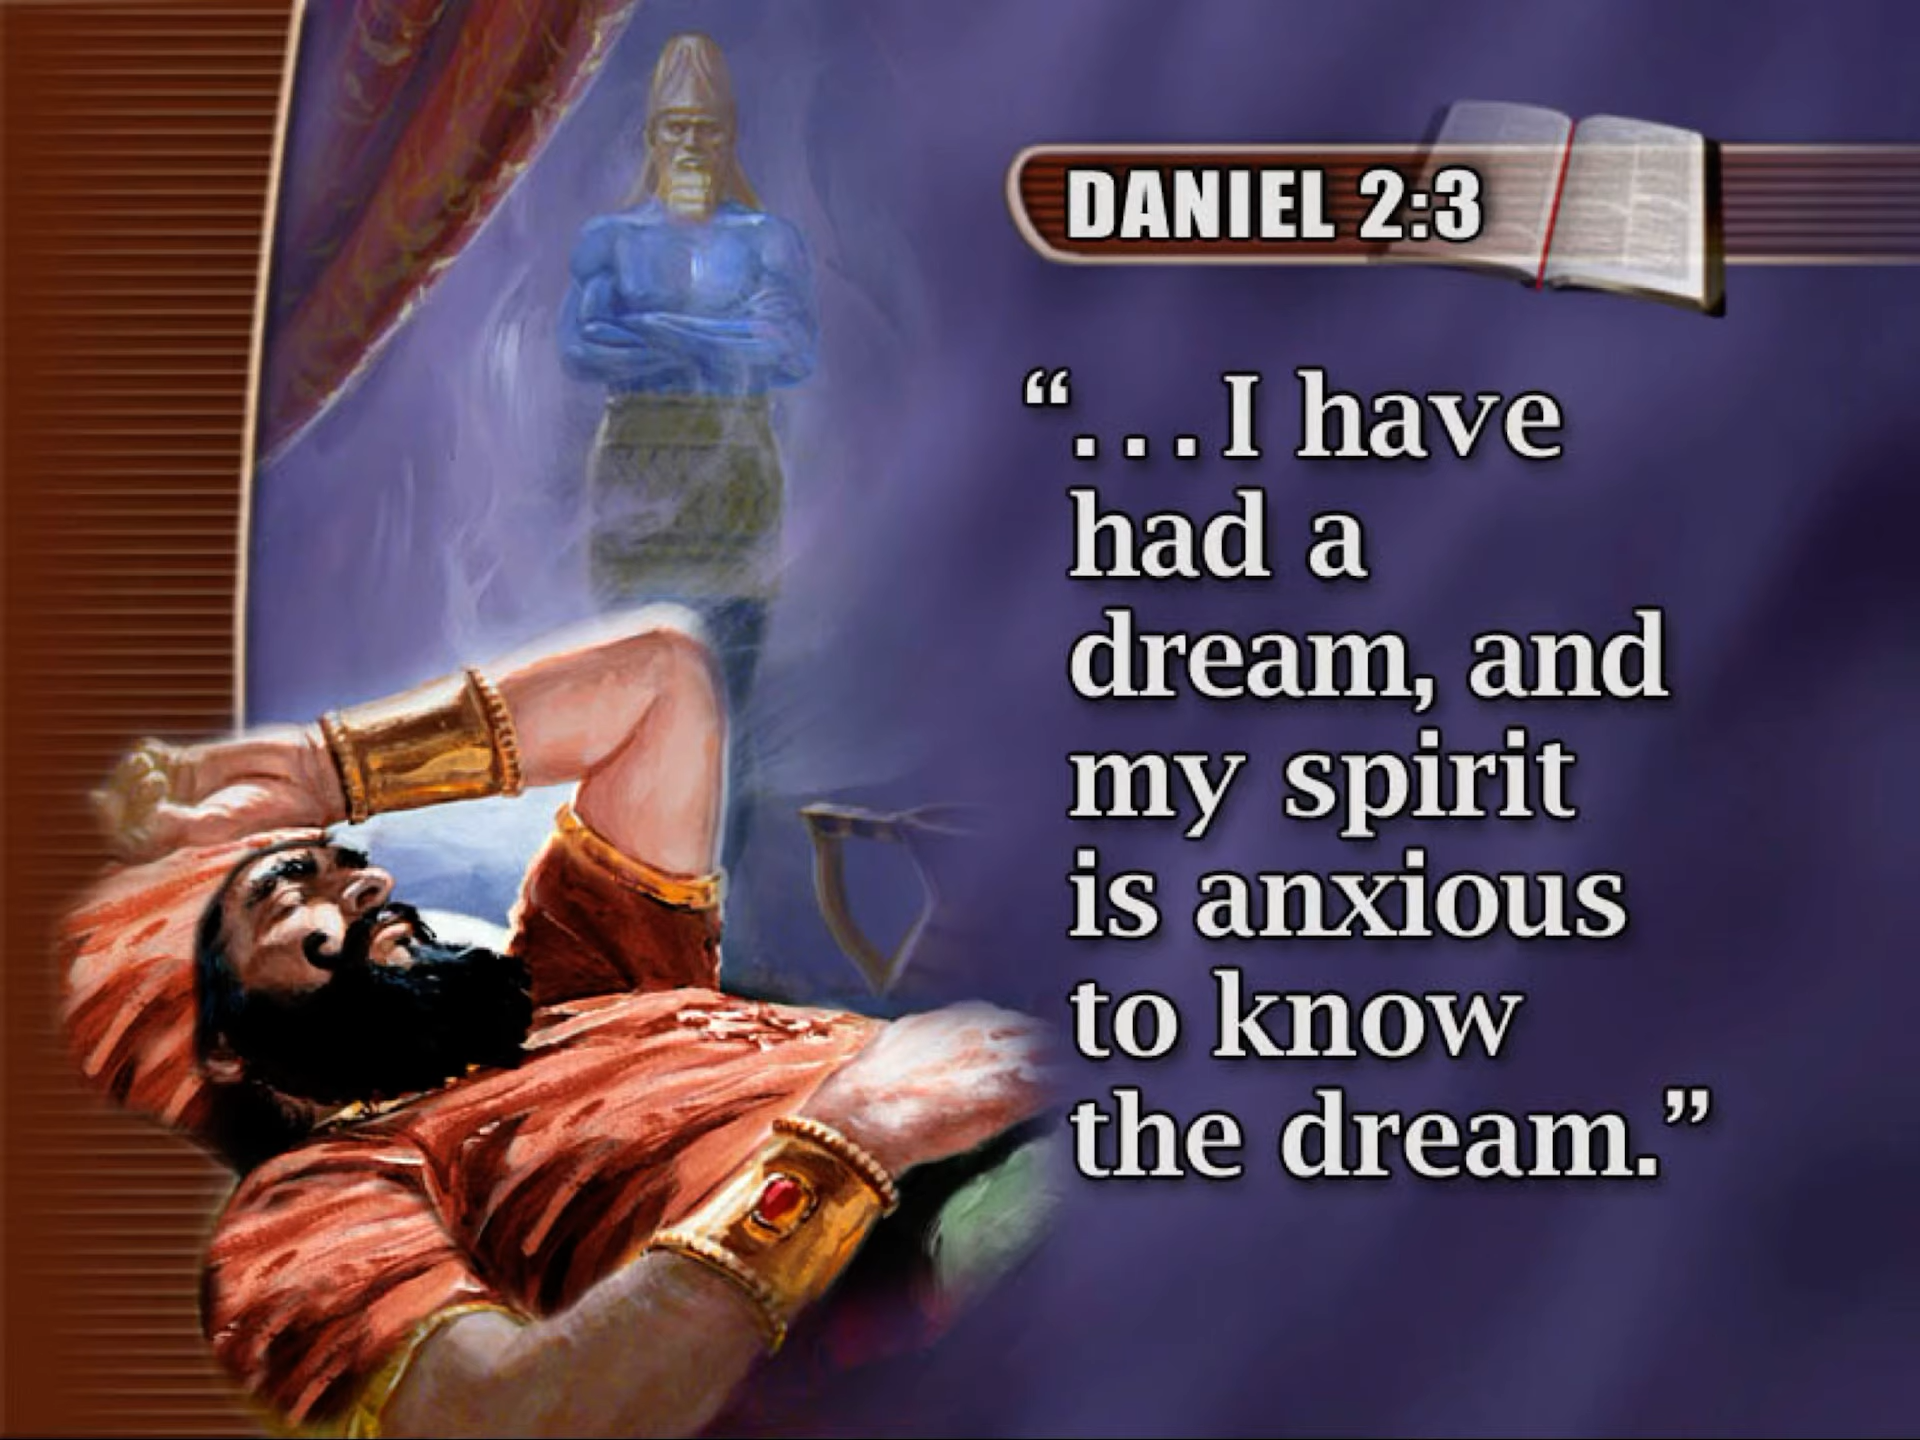 DANIEL 2:3
“...I have
had a
dream, and
my spirit
is anxious
to know
the dream.”